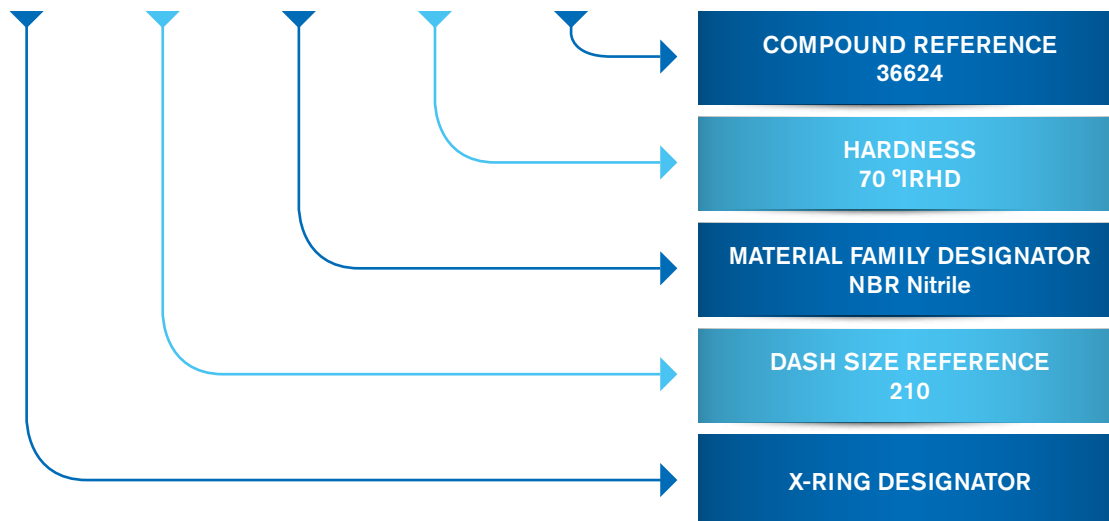 COMPOUND REFERENCE
36624
HARDNESS
70 °IRHD
MATERIAL FAMILY DESIGNATOR
NBR Nitrile
DASH SIZE REFERENCE
210
X-RING DESIGNATOR